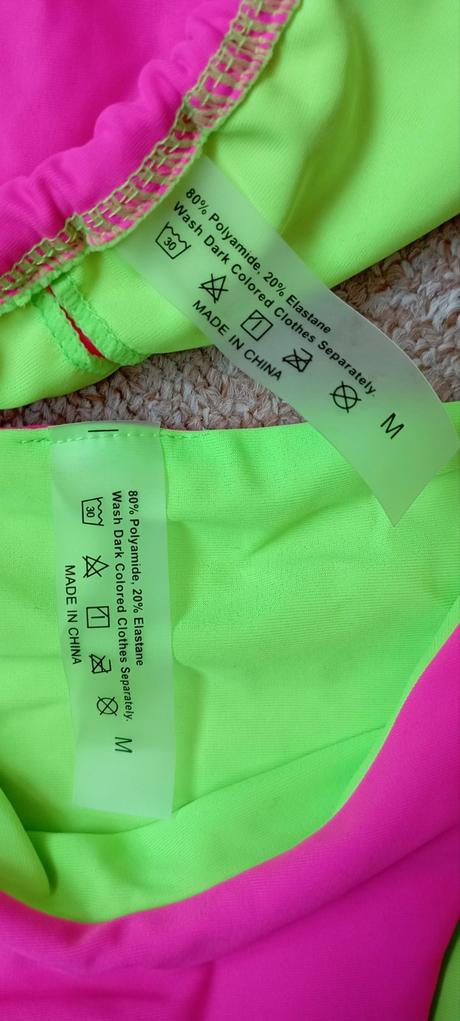 80% Polyamide, 20% Elastane
Wash Dark Colored Clothes Separately.
30
MADE IN CHINA
M
80% Polyamide, 20% Elastane
Wash Dark Colored Clothes Separately.
30
MADE IN CHINA
M